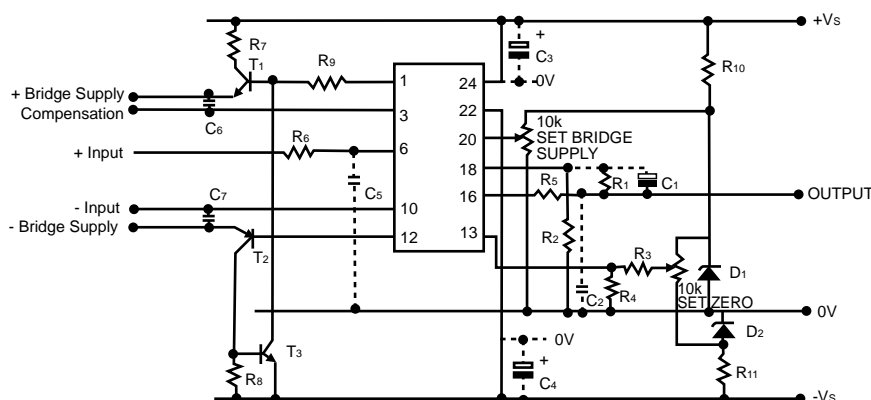 +VS
R7
+
C3
T1
R9
1
24
0V
R10
+ Bridge Supply
Compensation
C6
3
22
10k
SET BRIDGE
SUPPLY
20
R6
+ Input
6
18
R5
R1
C1
C7
C5
16
OUTPUT
- Input
10
- Bridge Supply
12
13
R2
R3
T2
D1
C2
R4
10k
SET ZERO
0V
D2
T3
0V
+
C4
R8
R11
-VS